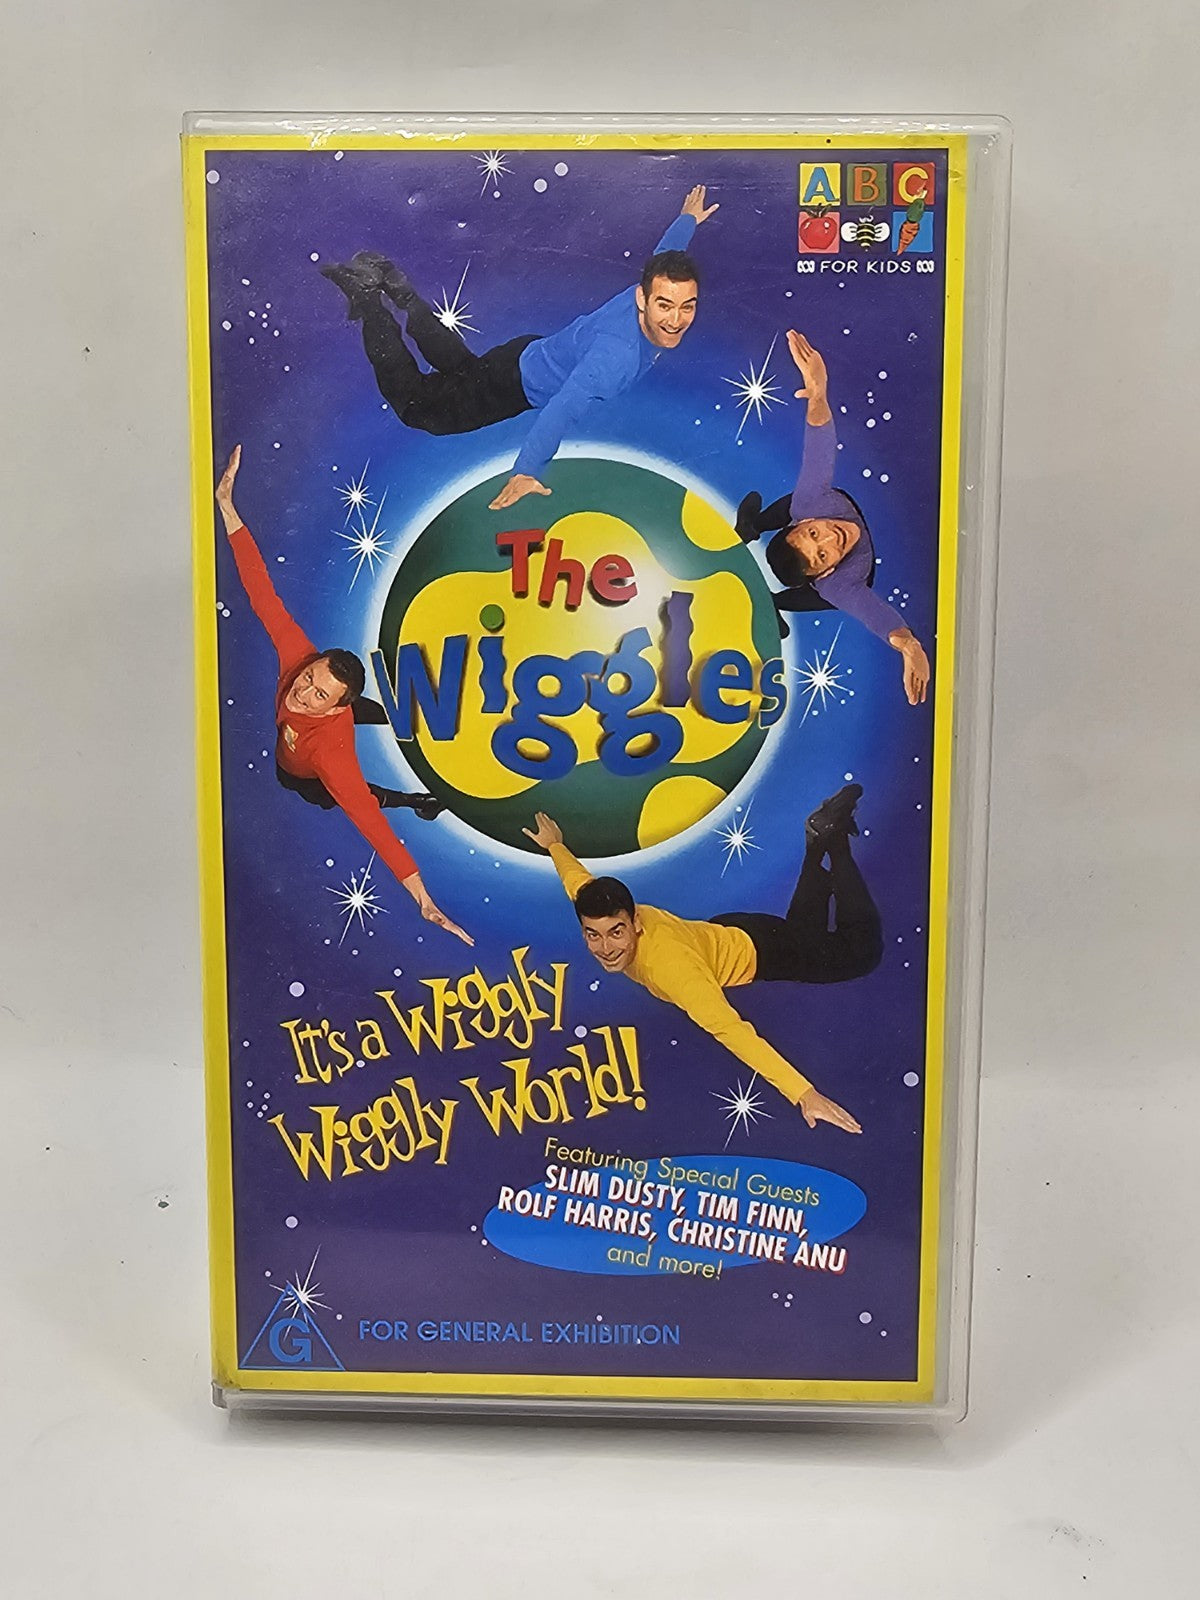 ABC
FOR KIDS
The
Wiggles
It's a Wiggly
Wiggly World!
Featuring Special Guests
SLIM DUSTY, TIM FINN,
ROLF HARRIS, CHRISTINE ANU
and more!
G FOR GENERAL EXHIBITION